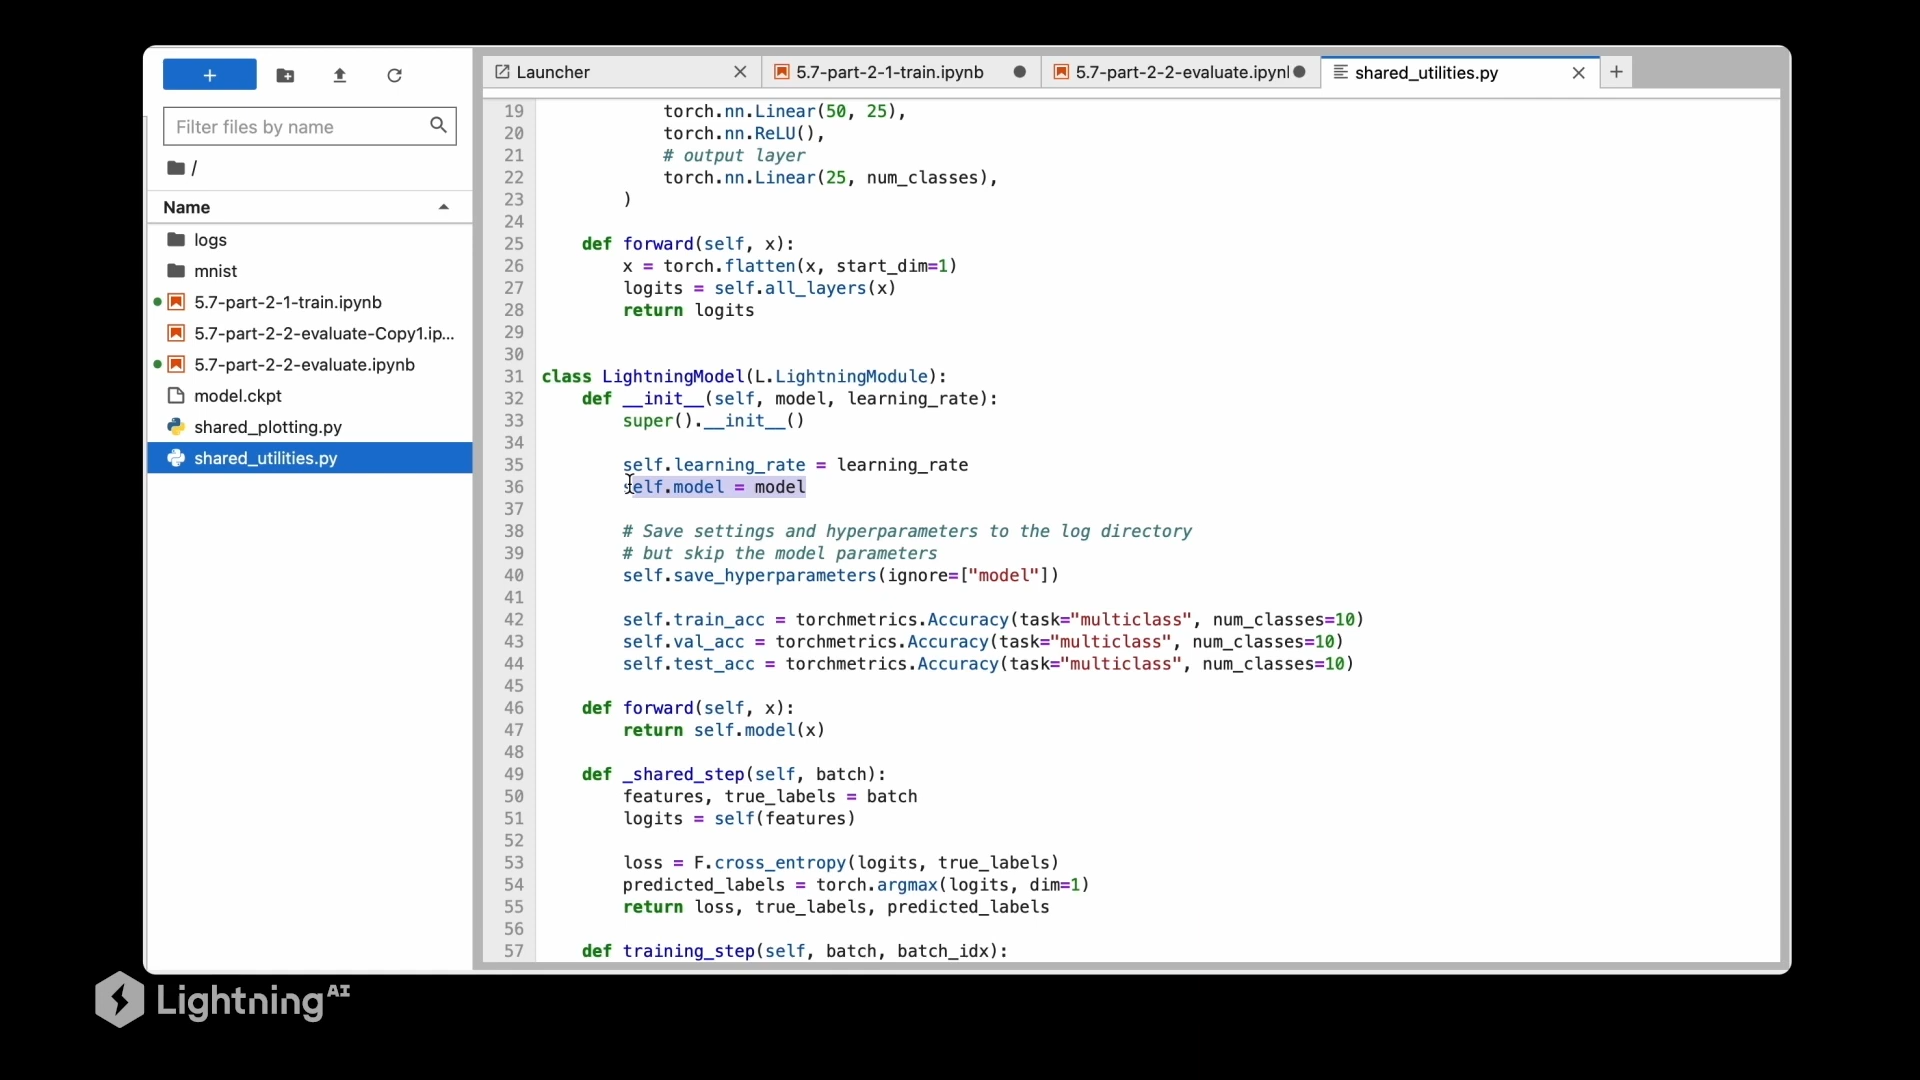 +
Launcher
5.7-part-2-1-train.ipynb
5.7-part-2-2-evaluate.ipynl
shared_utilities.py
+
Filter files by name
/
Name
logs
mnist
5.7-part-2-1-train.ipynb
5.7-part-2-2-evaluate-Copy1.ip...
5.7-part-2-2-evaluate.ipynb
model.ckpt
shared_plotting.py
shared_utilities.py
19 torch.nn.Linear(50, 25),
20 torch.nn.ReLU(),
21 # output layer
22 torch.nn.Linear(25, num_classes),
23 )
24
25 def forward(self, x):
26 x = torch.flatten(x, start_dim=1)
27 logits = self.all_layers(x)
28 return logits
29
30
31 class LightningModel(L.LightningModule):
32 def __init__(self, model, learning_rate):
33 super().__init__()
34
35 self.learning_rate = learning_rate
36 self.model = model
37
38 # Save settings and hyperparameters to the log directory
39 # but skip the model parameters
40 self.save_hyperparameters(ignore=["model"])
41
42 self.train_acc = torchmetrics.Accuracy(task="multiclass", num_classes=10)
43 self.val_acc = torchmetrics.Accuracy(task="multiclass", num_classes=10)
44 self.test_acc = torchmetrics.Accuracy(task="multiclass", num_classes=10)
45
46 def forward(self, x):
47 return self.model(x)
48
49 def _shared_step(self, batch):
50 features, true_labels = batch
51 logits = self(features)
52
53 loss = F.cross_entropy(logits, true_labels)
54 predicted_labels = torch.argmax(logits, dim=1)
55 return loss, true_labels, predicted_labels
56
57 def training_step(self, batch, batch_idx):
Lightning AI